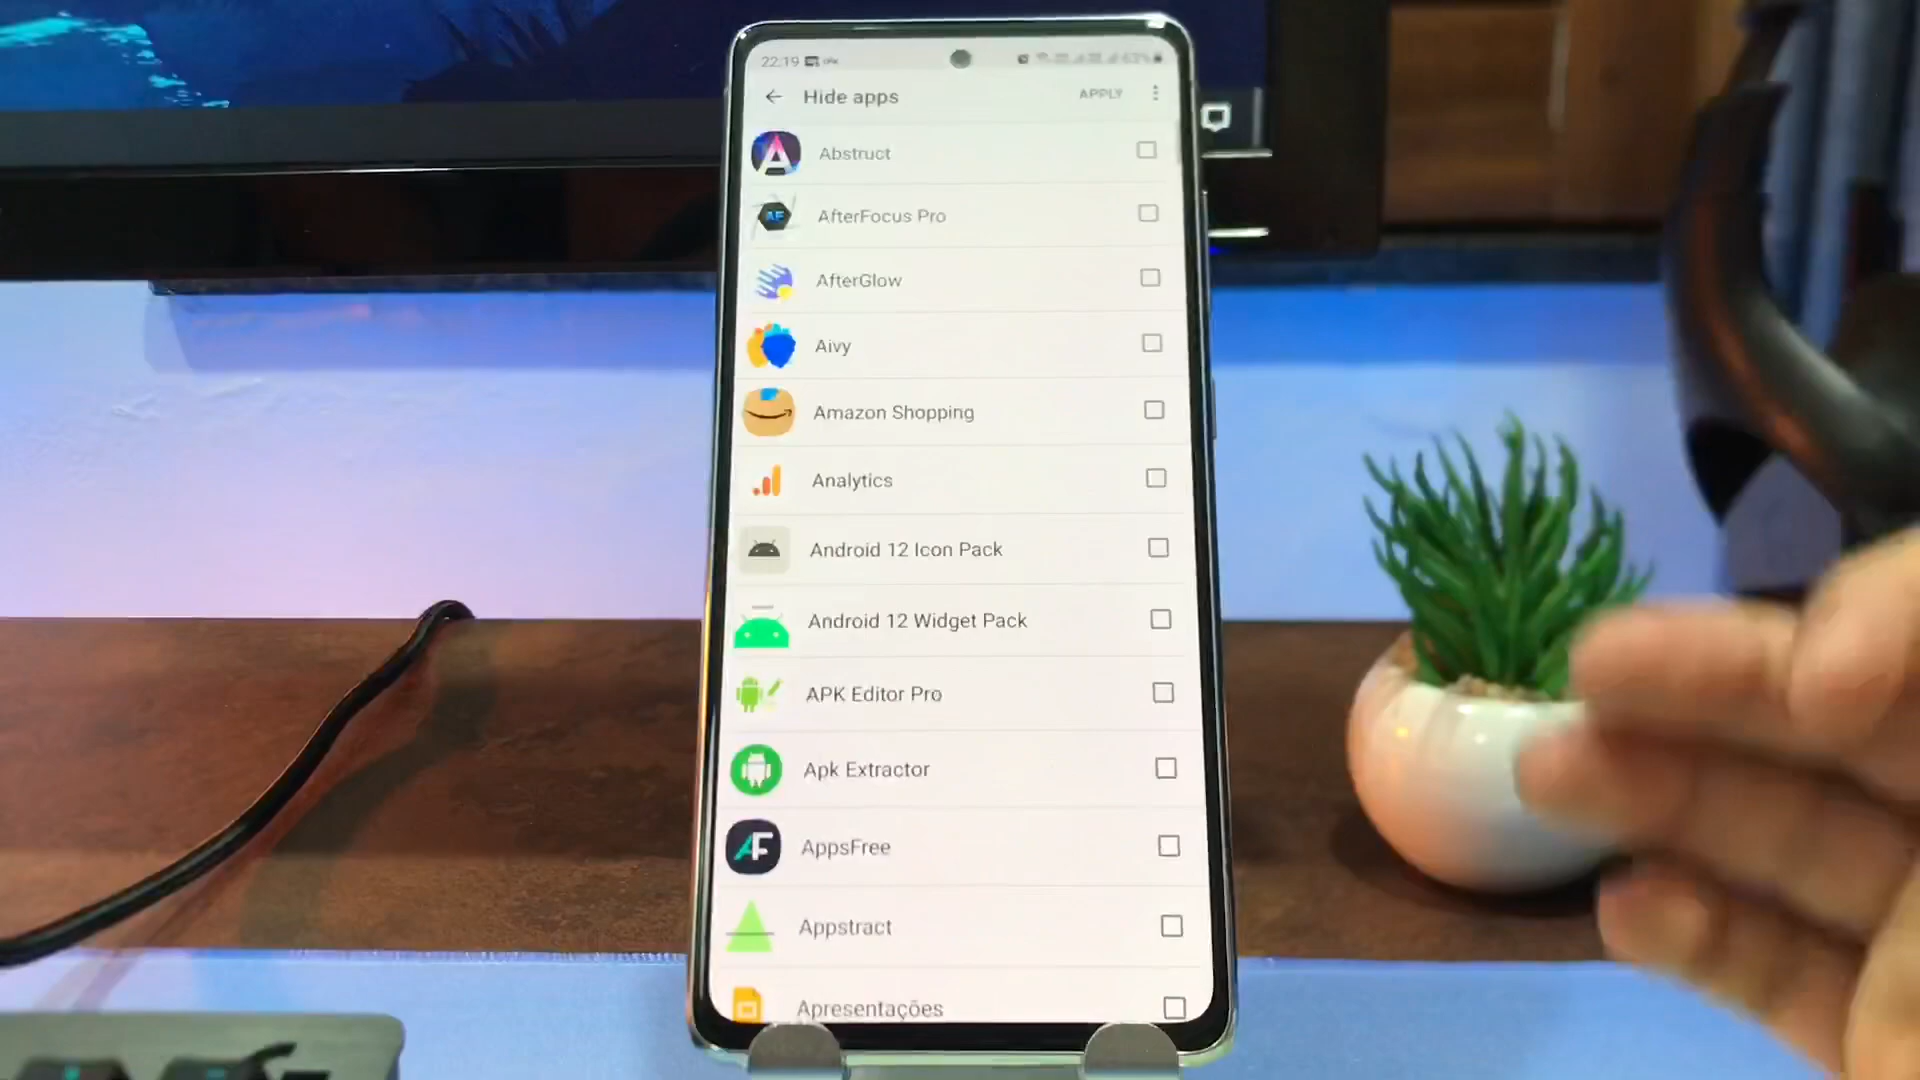 22:19
Hide apps
APPLY
Abstruct
AfterFocus Pro
AfterGlow
Aivy
Amazon Shopping
Analytics
Android 12 Icon Pack
Android 12 Widget Pack
APK Editor Pro
Apk Extractor
AppsFree
Appstract
Apresentações